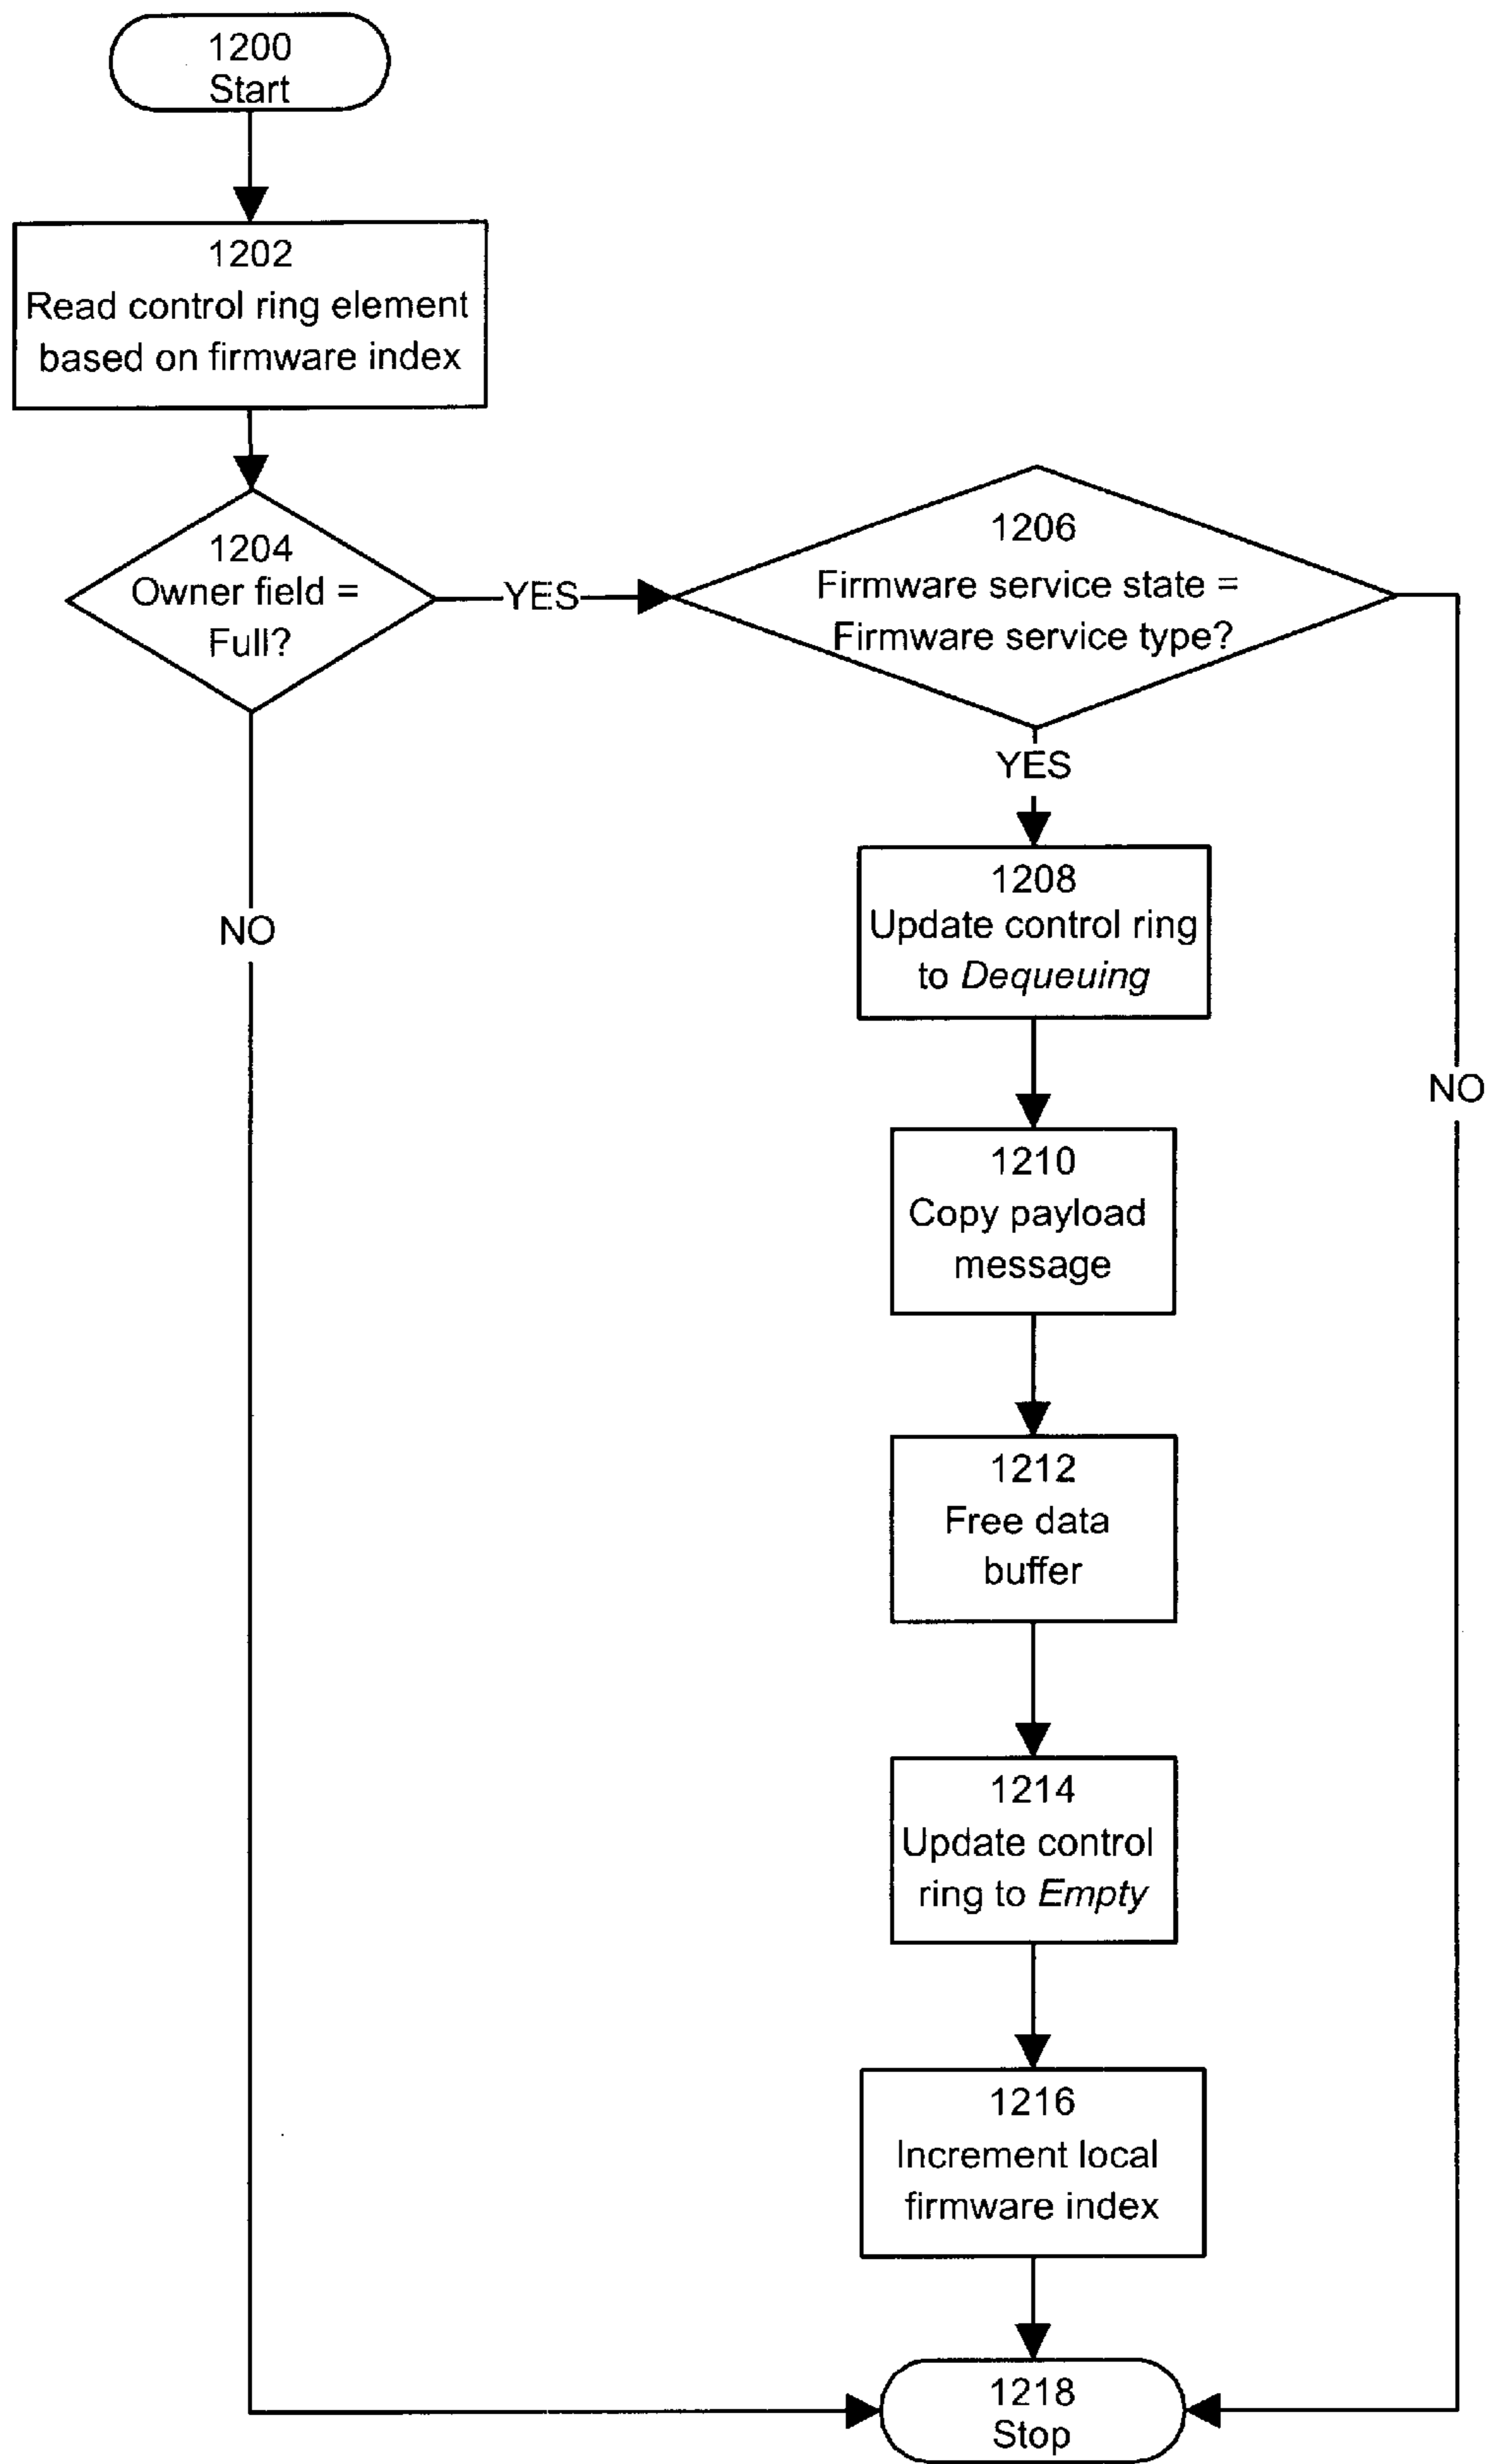 1200
Start
1202
Read control ring element
based on firmware index
1204
Owner field =
Full?
YES
1206
Firmware service state =
Firmware service type?
YES
NO
NO
1208
Update control ring
to Dequeuing
1210
Copy payload
message
1212
Free data
buffer
1214
Update control
ring to Empty
1216
Increment local
firmware index
1218
Stop